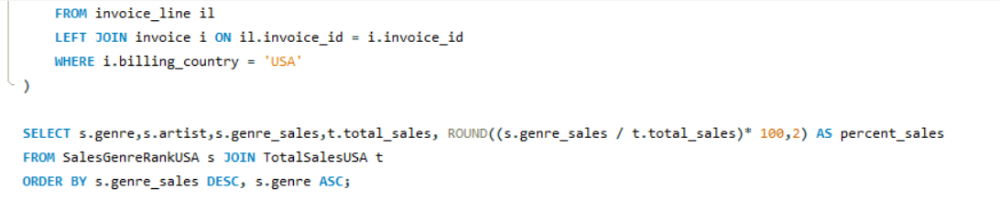 FROM invoice_line il
LEFT JOIN invoice i ON il.invoice_id = i.invoice_id
WHERE i.billing_country = 'USA'
)
SELECT s.genre,s.artist,s.genre_sales,t.total_sales, ROUND((s.genre_sales / t.total_sales)* 100,2) AS percent_sales
FROM SalesGenreRankUSA s JOIN TotalSalesUSA t
ORDER BY s.genre_sales DESC, s.genre ASC;